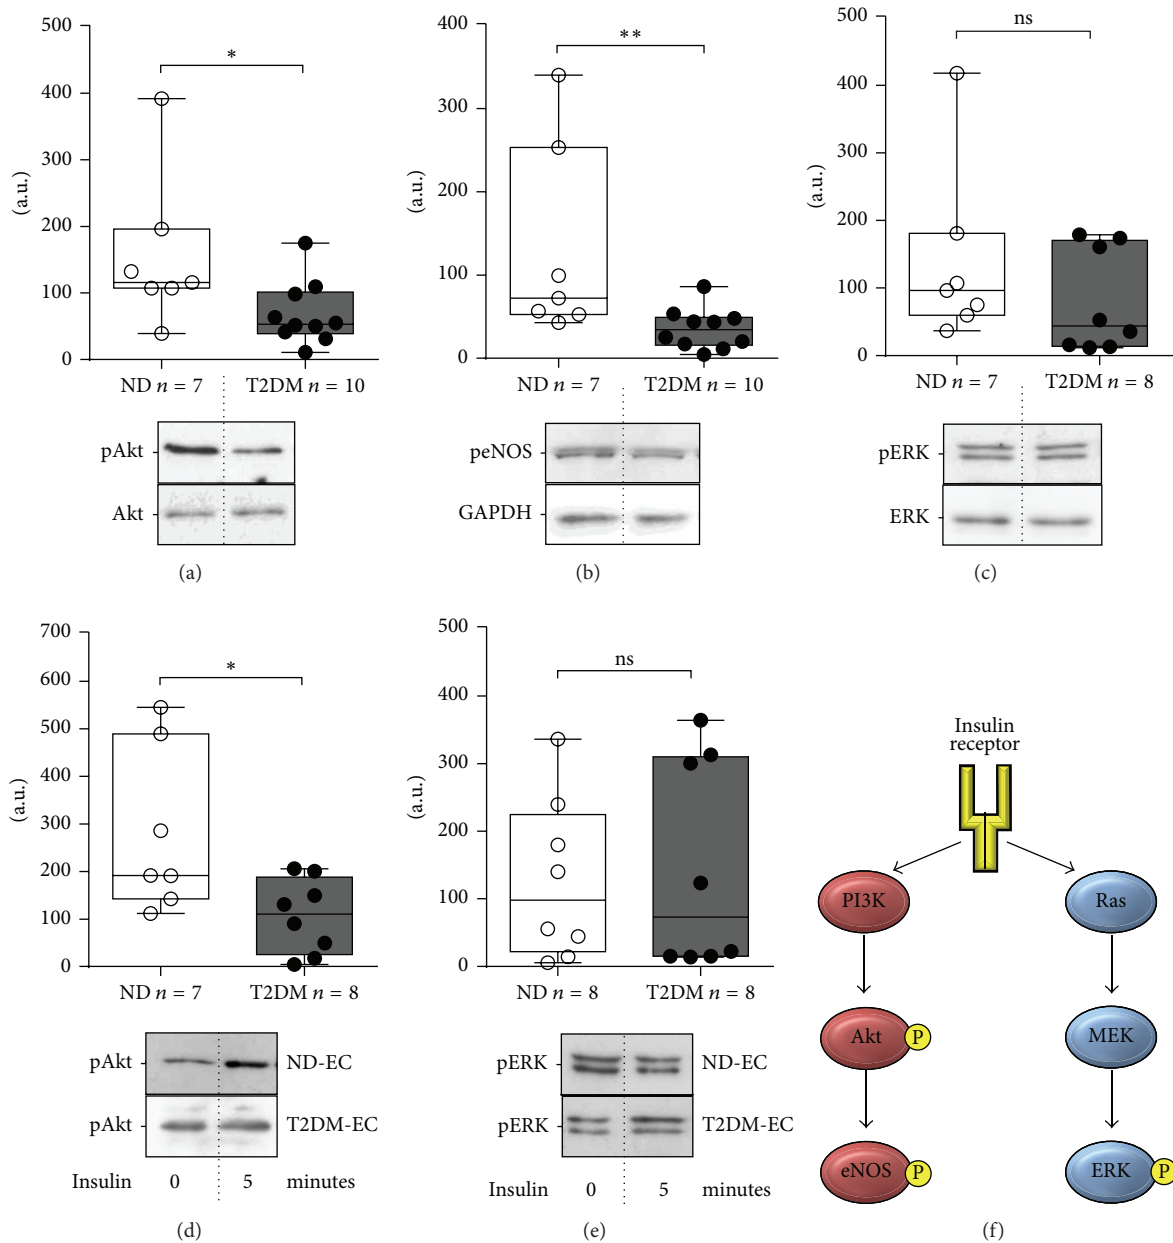 500
400
300
200
100
0
(a.u.)
*
ND n = 7
T2DM n = 10
pAkt
Akt
(a)
400
300
200
100
0
(a.u.)
**
ND n = 7
T2DM n = 10
peNOS
GAPDH
(b)
500
400
300
200
100
0
(a.u.)
ns
ND n = 7
T2DM n = 8
pERK
ERK
(c)
700
600
500
400
300
200
100
0
(a.u.)
*
ND n = 7
T2DM n = 8
pAkt
ND-EC
pAkt
T2DM-EC
Insulin 0 5 minutes
(d)
500
400
300
200
100
0
(a.u.)
ns
ND n = 8
T2DM n = 8
pERK
ND-EC
pERK
T2DM-EC
Insulin 0 5 minutes
(e)
Insulin
receptor
PI3K
Ras
Akt P
MEK
eNOS P
ERK P
(f)